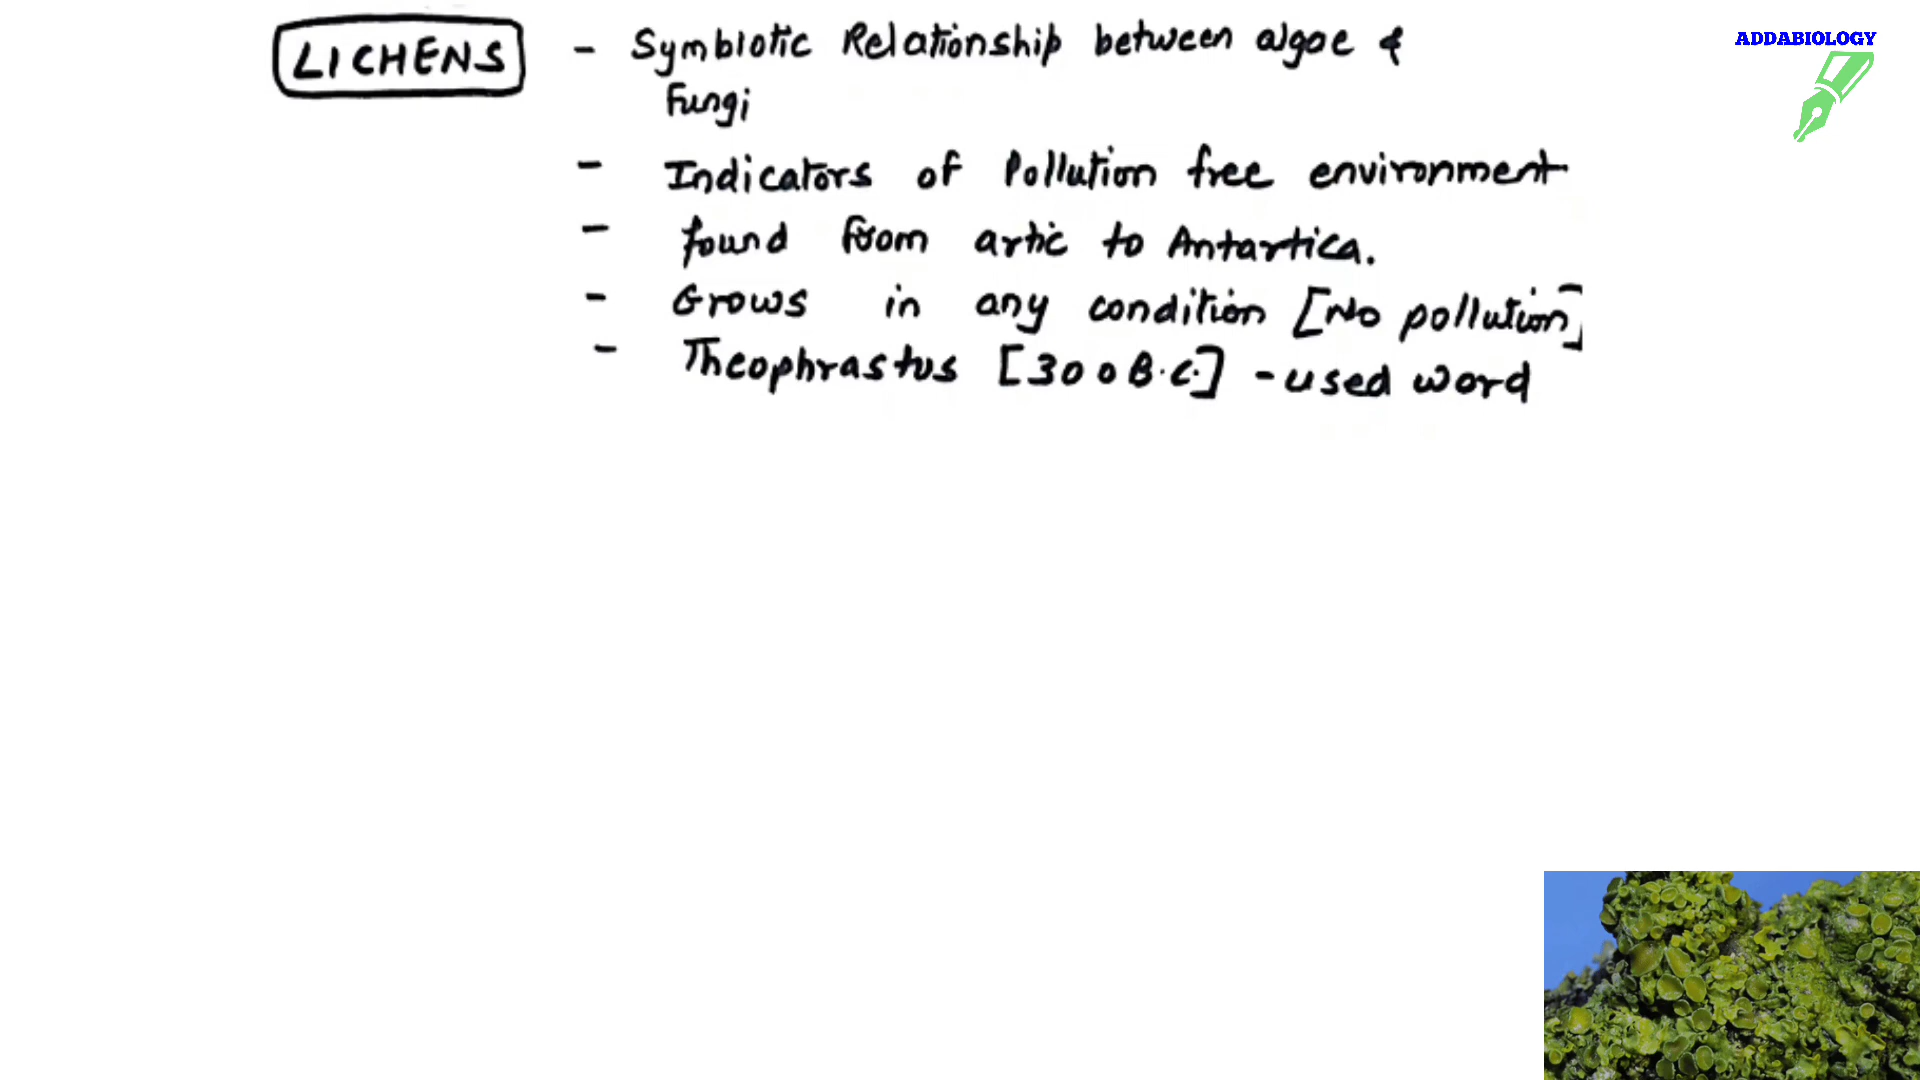 LICHENS - Symbiotic Relationship between algae &
Fungi
- Indicators of Pollution free environment
- found from artic to Antartica.
- Grows in any condition [No pollution]
- Theophrastus [300 B.C.] - used word
ADDABIOLOGY